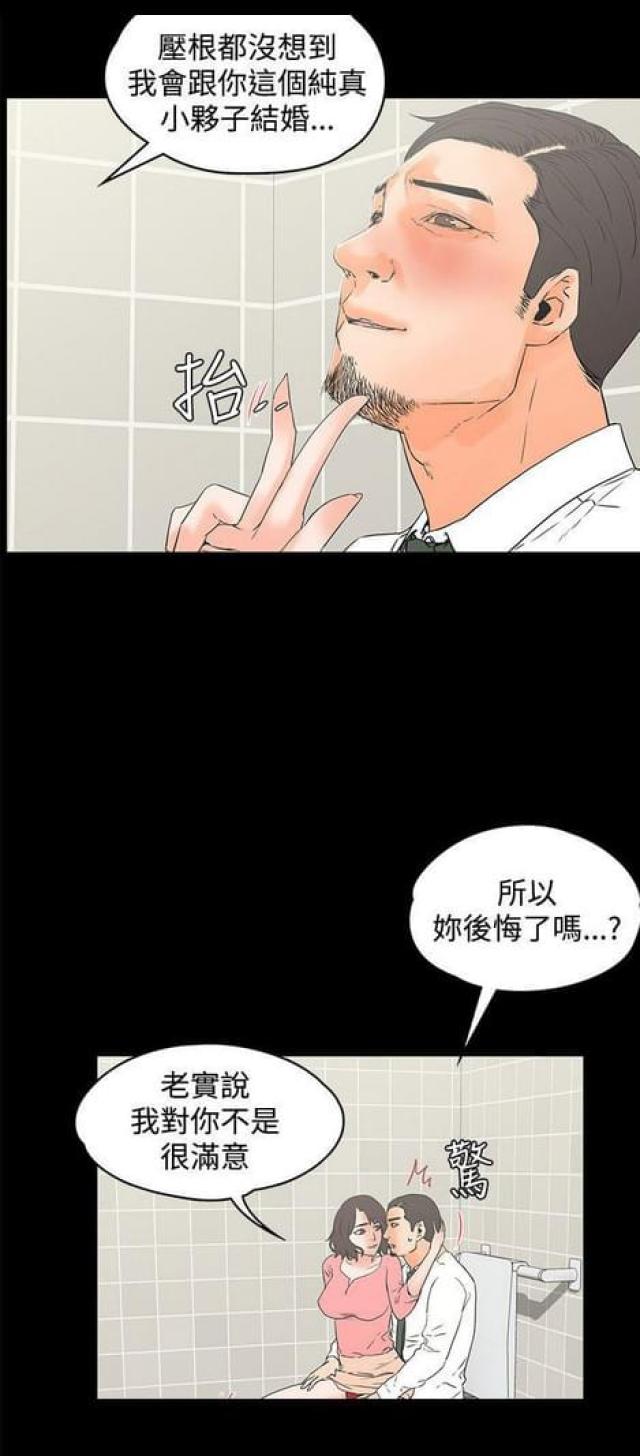 壓根都沒想到
我會跟你這個純真
小夥子結婚...
抬
所以
妳後悔了嗎...?
老實說
我對你不是
很滿意
驚